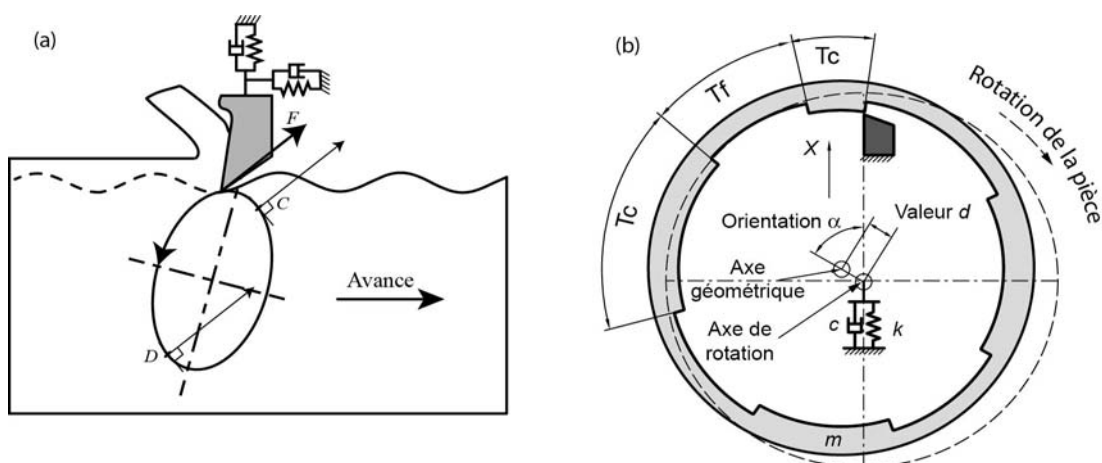 (a)
F
C
Avance
D
(b)
Tc
Tf
Tc
Rotation de la pièce
X
Orientation α
Valeur d
Axe
géométrique
Axe de
rotation
c
k
m